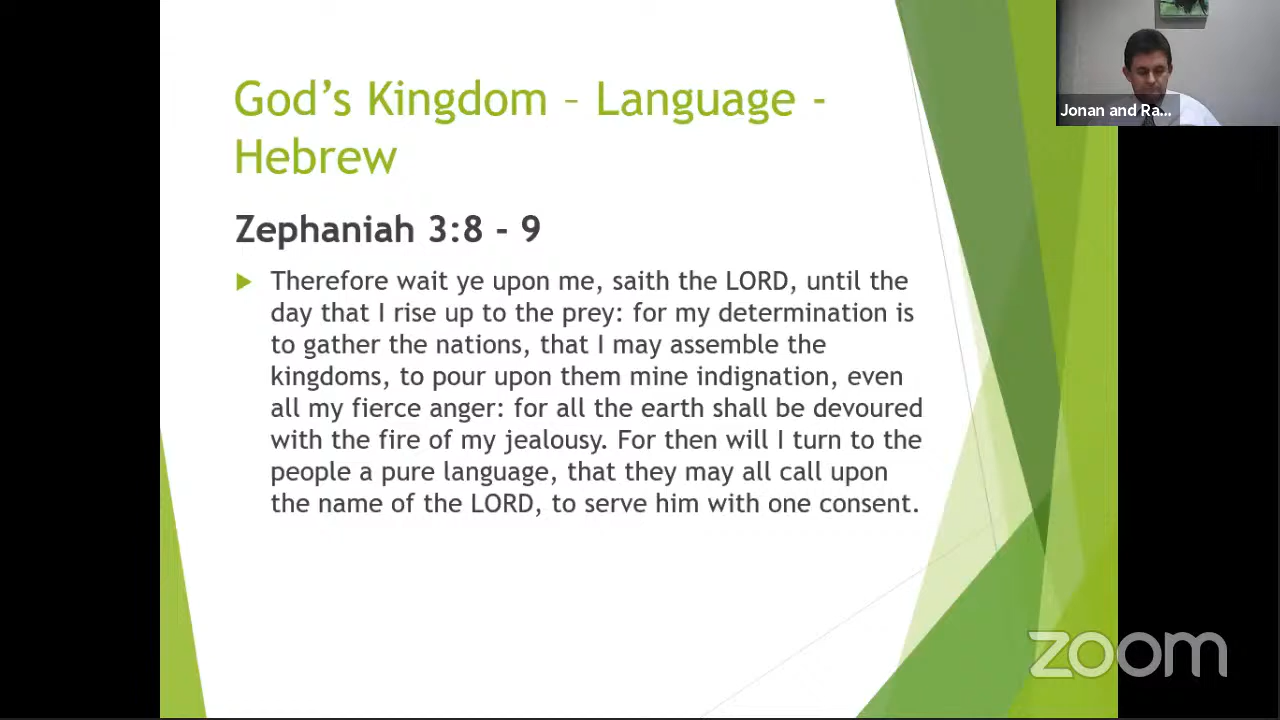 God's Kingdom – Language -
Hebrew
Zephaniah 3:8 - 9
Therefore wait ye upon me, saith the LORD, until the
day that I rise up to the prey: for my determination is
to gather the nations, that I may assemble the
kingdoms, to pour upon them mine indignation, even
all my fierce anger: for all the earth shall be devoured
with the fire of my jealousy. For then will I turn to the
people a pure language, that they may all call upon
the name of the LORD, to serve him with one consent.
Jonan and Ra...
zoom